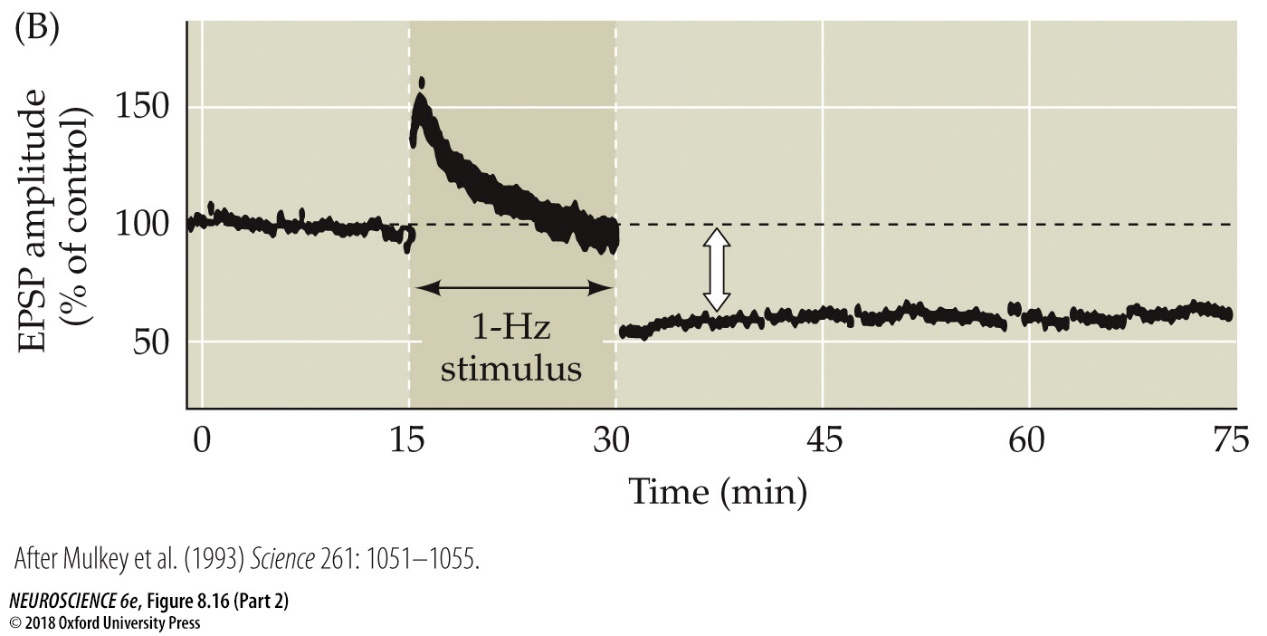 (B)
EPSP amplitude
(% of control)
150
100
50
1-Hz
stimulus
0 15 30 45 60 75
Time (min)
After Mulkey et al. (1993) Science 261: 1051–1055.
NEUROSCIENCE 6e, Figure 8.16 (Part 2)
© 2018 Oxford University Press